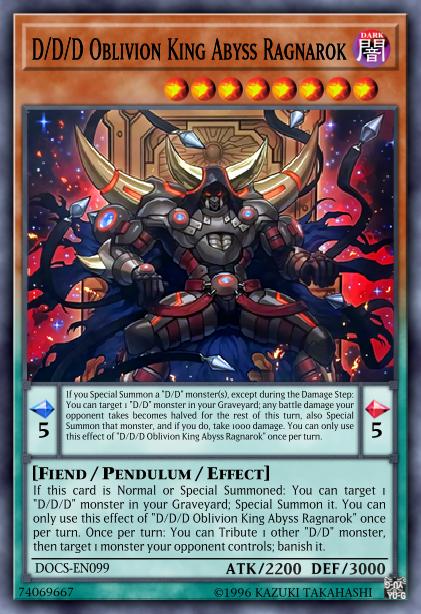 D/D/D Oblivion King Abyss Ragnarok
DARK
闇
If you Special Summon a "D/D" monster(s), except during the Damage Step:
You can target 1 "D/D" monster in your Graveyard; any battle damage your
opponent takes becomes halved for the rest of this turn, also Special
Summon that monster, and if you do, take 1000 damage. You can only use
this effect of "D/D/D Oblivion King Abyss Ragnarok" once per turn.
5
5
[Fiend / Pendulum / Effect]
If this card is Normal or Special Summoned: You can target 1
"D/D/D" monster in your Graveyard; Special Summon it. You can
only use this effect of "D/D/D Oblivion King Abyss Ragnarok" once
per turn. Once per turn: You can Tribute 1 other "D/D" monster,
then target 1 monster your opponent controls; banish it.
DOCS-EN099
ATK/2200 DEF/3000
74069667
©1996 KAZUKI TAKAHASHI